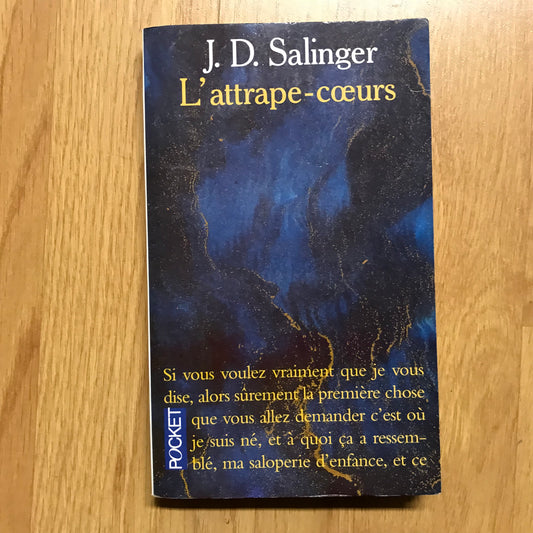 J. D. Salinger
L'attrape-cœurs
Si vous voulez vraiment que je vous
dise, alors sûrement la première chose
que vous allez demander c'est où
je suis né, et à quoi ça a ressem-
blé, ma saloperie d'enfance, et ce
POCKET